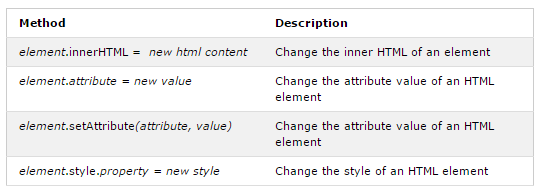 Method Description
element.innerHTML = new html content Change the inner HTML of an element
element.attribute = new value Change the attribute value of an HTML
element
element.setAttribute(attribute, value) Change the attribute value of an HTML
element
element.style.property = new style Change the style of an HTML element